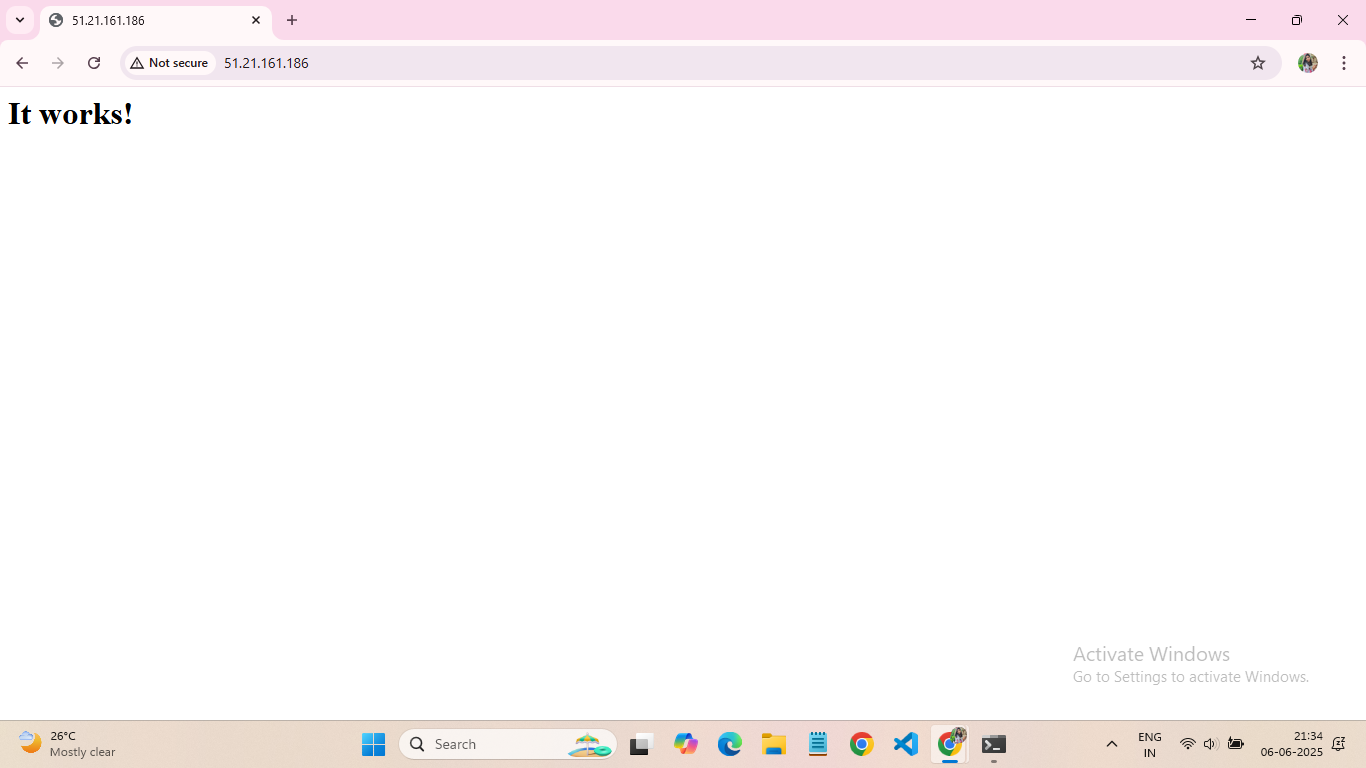 51.21.161.186
Not secure
51.21.161.186
It works!
Activate Windows
Go to Settings to activate Windows.
26°C
Mostly clear
Search
ENG
IN
21:34
06-06-2025